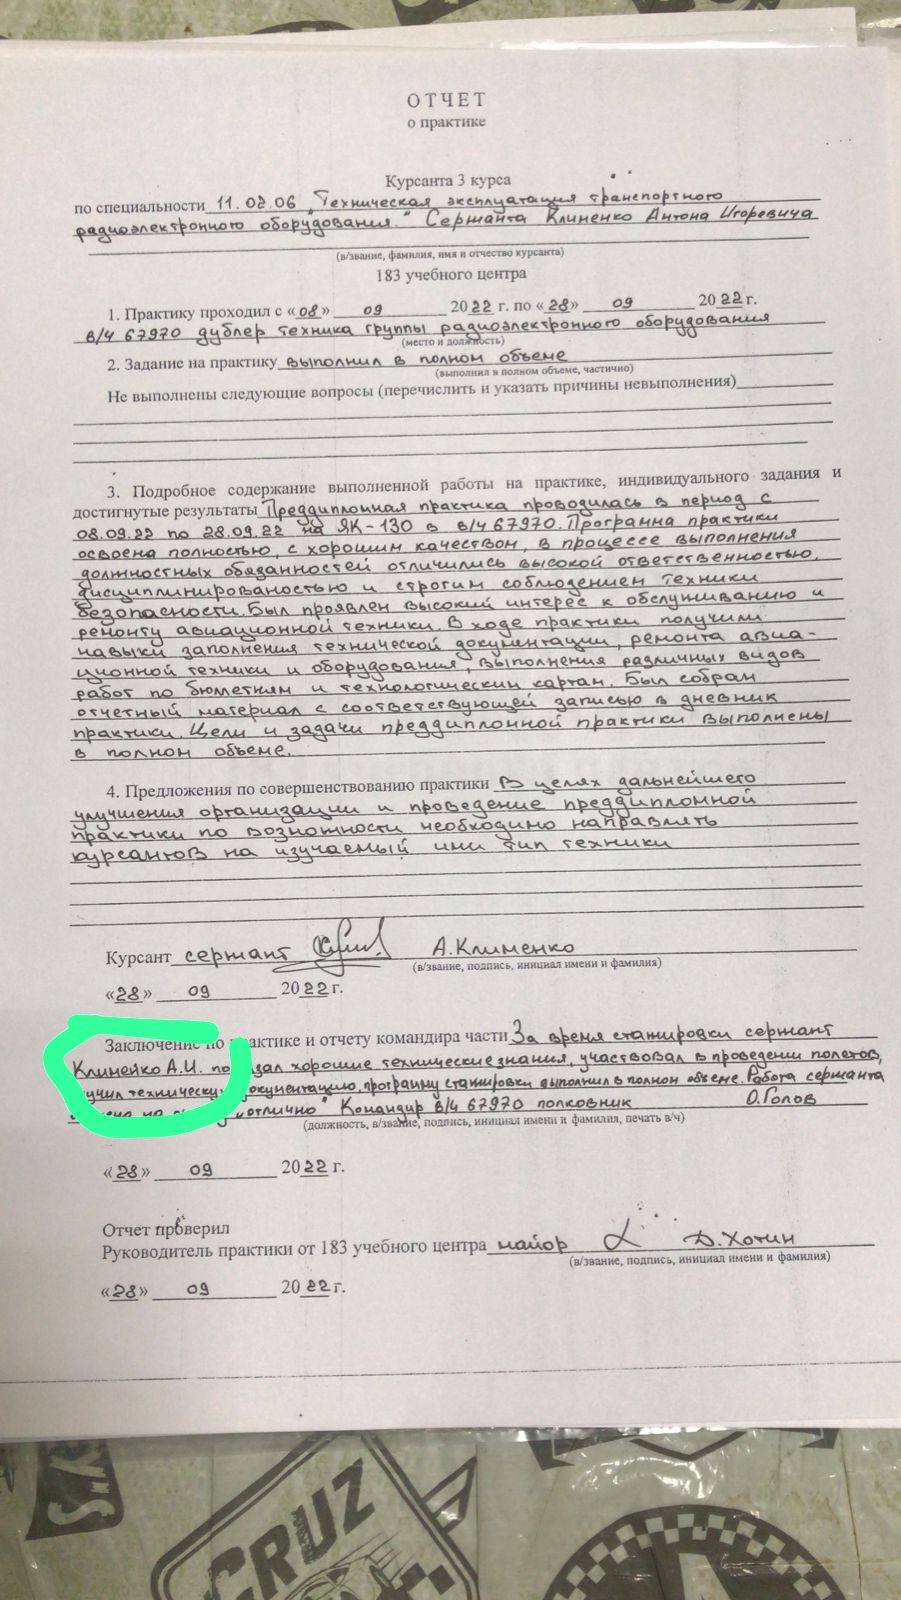 ОТЧЕТ
о практике
Курсанта 3 курса
по специальности 11.02.06 "Техническая эксплуатация транспортного
радиоэлектронного оборудования." Сержанта Клименко Антона Игоревича
(в/звание, фамилия, имя и отчество курсанта)
183 учебного центра
1. Практику проходил с «08» 09 2022 г. по «28» 09 2022 г.
в/ч 67970 дублер техника группы радиоэлектронного оборудования
(место и должность)
2. Задание на практику выполнил в полном объеме
(выполнил в полном объеме, частично)
Не выполнены следующие вопросы (перечислить и указать причины невыполнения)
3. Подробное содержание выполненной работы на практике, индивидуального задания и
достигнутые результаты Преддипломная практика проводилась в период с
08.09.22 по 28.09.22 на ЯК-130 в в/ч 67970. Программа практики
освоена полностью, с хорошим качеством, в процессе выполнения
должностных обязанностей отличились высокой ответственностью,
дисциплинированостью и строгим соблюдением техники
безопасности. Был проявлен высокий интерес к обслуживанию и
ремонту авиационной техники. В ходе практики получили
навыки заполнения технической документации, ремонта авиа-
ционной техники и оборудования, выполнения различных видов
работ по бюллетням и технологическим картам. Был собран
отчетный материал с соответствующей записью в дневник
практики. Цели и задачи преддипломной практики выполнены
в полном объеме.
4. Предложения по совершенствованию практики В целях дальнейшего
улучшения организации и проведение преддипломной
практики по возможности необходимо направлять
курсантов на изучаемый ими тип техники
Курсант сержант А.Клименко
(в/звание, подпись, инициал имени и фамилия)
«28» 09 2022 г.
Заключение по практике и отчету командира части За время стажировки сержант
Клименко А.И. показал хорошие технические знания, участвовал в проведении полетов,
техническую документацию, программу стажировки выполнил в полном объеме. Работа сержанта
на отлично" Командир в/ч 67970 полковник О.Голов
(должность, в/звание, подпись, инициал имени и фамилия, печать в/ч)
«28» 09 2022 г.
Отчет проверил
Руководитель практики от 183 учебного центра майор Д.Хотин
(в/звание, подпись, инициал имени и фамилия)
«28» 09 2022 г.
CRUZ